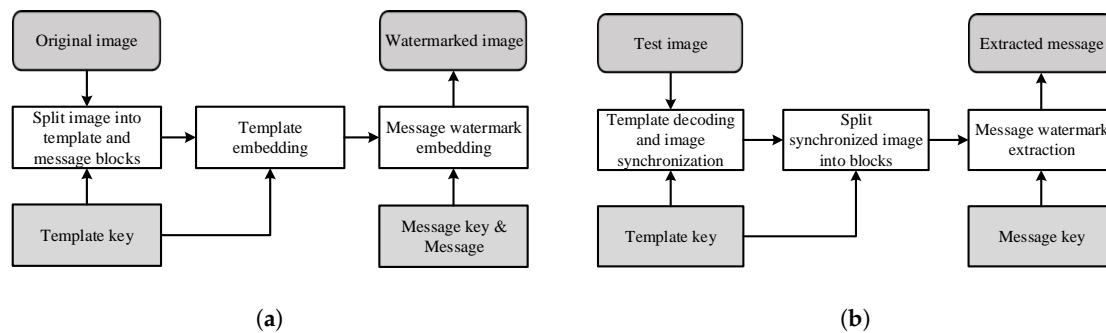 Original image
Watermarked image
Split image into
template and
message blocks
Template
embedding
Message watermark
embedding
Template key
Message key &
Message
(a)
Test image
Extracted message
Template decoding
and image
synchronization
Split
synchronized image
into blocks
Message watermark
extraction
Template key
Message key
(b)